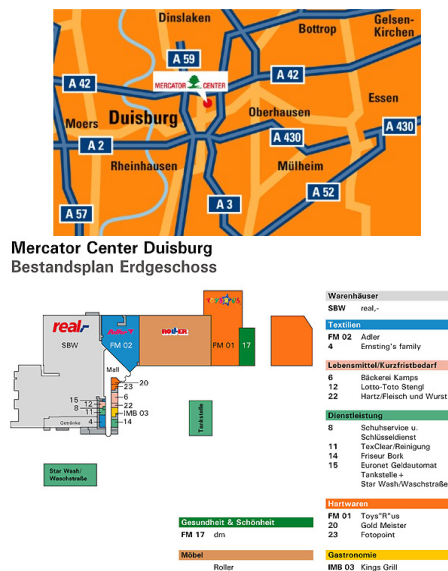 Dinslaken
Gelsen-
Kirchen
Bottrop
A 59
MERCATOR CENTER
A 42
A 42
Essen
Oberhausen
Moers
Duisburg
A 430
A 430
A 2
Rheinhausen
Mülheim
A 52
A 3
A 57
Mercator Center Duisburg
Bestandsplan Erdgeschoss
real,-
SBW
FM 02
ROLLER
TOYS"R"US
FM 01
17
Mall
20
23
6
22
IMB 03
14
15
12
8
11
4
Getränke
Tankstelle
Star Wash/
Waschstraße
Warenhäuser
SBW real,-
Textilien
FM 02 Adler
4 Ernsting's family
Lebensmittel/Kurzfristbedarf
6 Bäckerei Kamps
12 Lotto-Toto Stengl
22 Hartz/Fleisch und Wurst
Dienstleistung
8 Schuhservice u.
Schlüsseldienst
11 TexClear/Reinigung
14 Friseur Bork
15 Euronet Geldautomat
Tankstelle+
Star Wash/Waschstraße
Hartwaren
FM 01 Toys"R"us
20 Gold Meister
23 Fotopoint
Gastronomie
IMB 03 Kings Grill
Gesundheit & Schönheit
FM 17 dm
Möbel
Roller